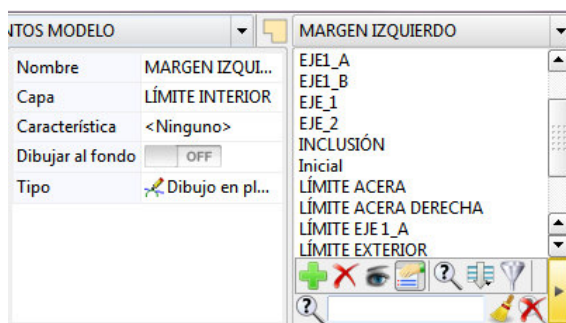 NTOS MODELO
Nombre MARGEN IZQUI...
Capa LÍMITE INTERIOR
Característica <Ninguno>
Dibujar al fondo OFF
Tipo Dibujo en pl...
MARGEN IZQUIERDO
EJE1_A
EJE1_B
EJE_1
EJE_2
INCLUSIÓN
Inicial
LÍMITE ACERA
LÍMITE ACERA DERECHA
LÍMITE EJE 1_A
LÍMITE EXTERIOR